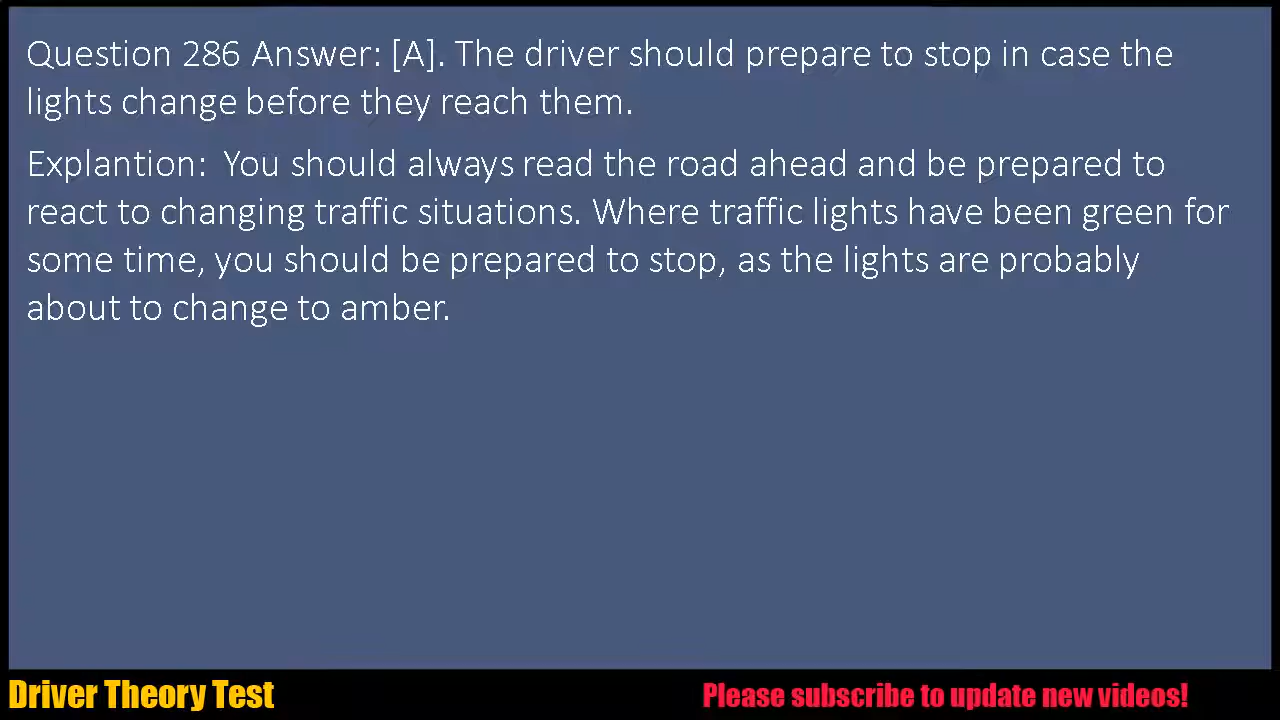 Question 286 Answer: [A]. The driver should prepare to stop in case the
lights change before they reach them.
Explantion: You should always read the road ahead and be prepared to
react to changing traffic situations. Where traffic lights have been green for
some time, you should be prepared to stop, as the lights are probably
about to change to amber.
Driver Theory Test
Please subscribe to update new videos!